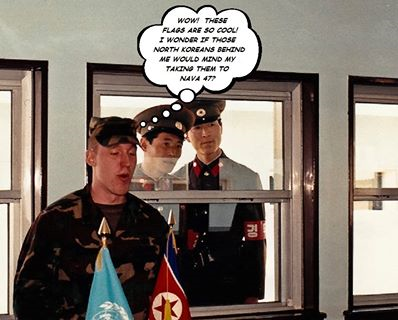 WOW! THESE
FLAGS ARE SO COOL!
I WONDER IF THOSE
NORTH KOREANS BEHIND
ME WOULD MIND MY
TAKING THEM TO
NAVA 47?
경